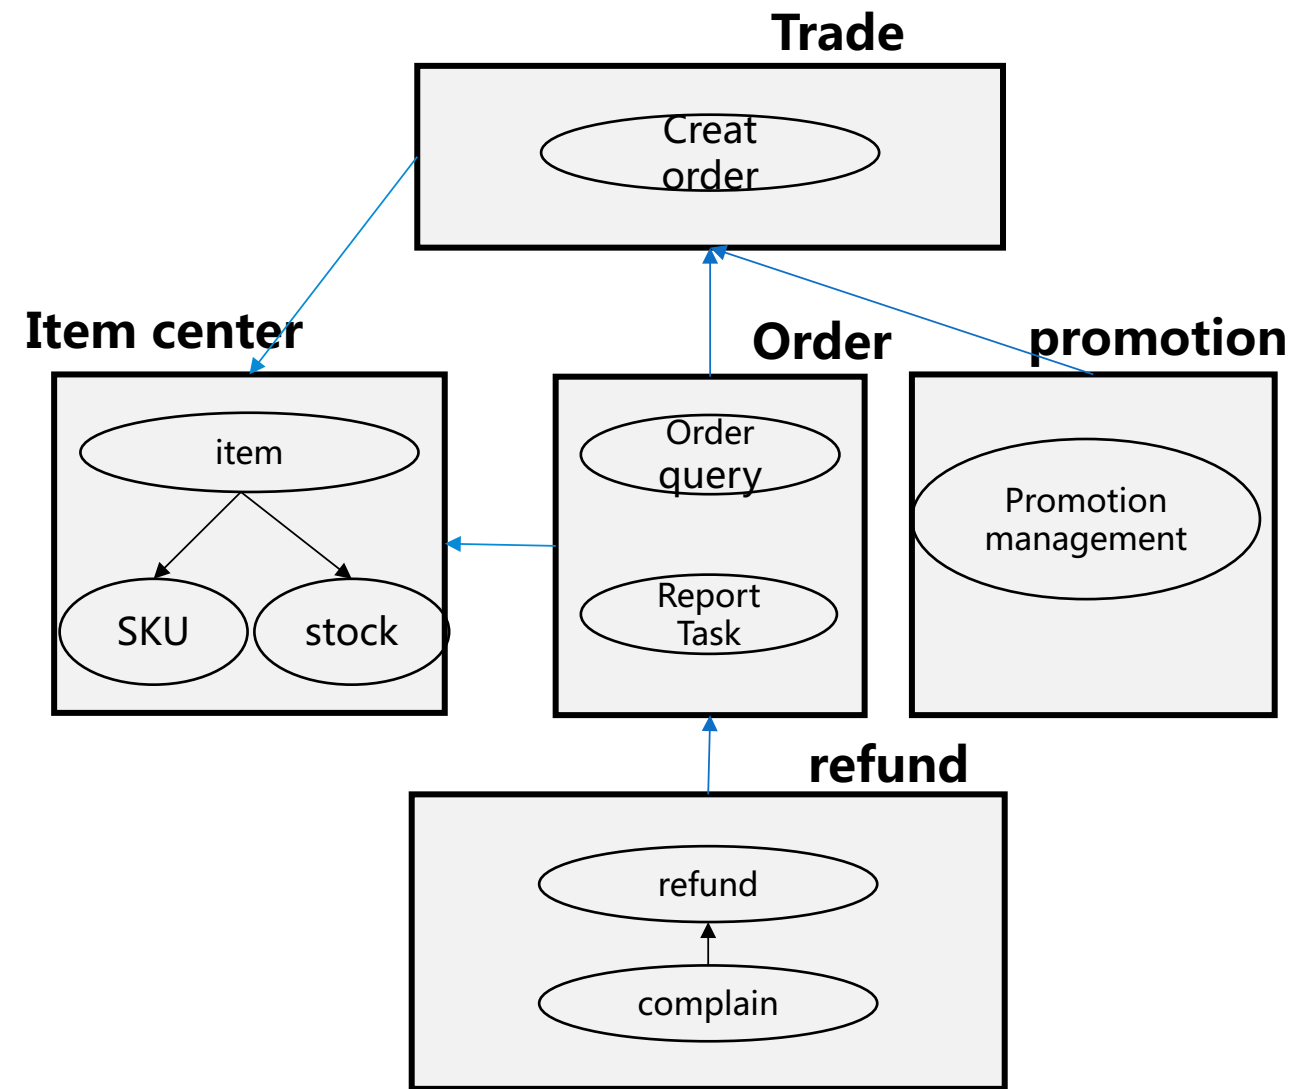 Trade
Creat
order
Item center
Order
promotion
item
SKU
stock
Order
query
Report
Task
Promotion
management
refund
refund
complain